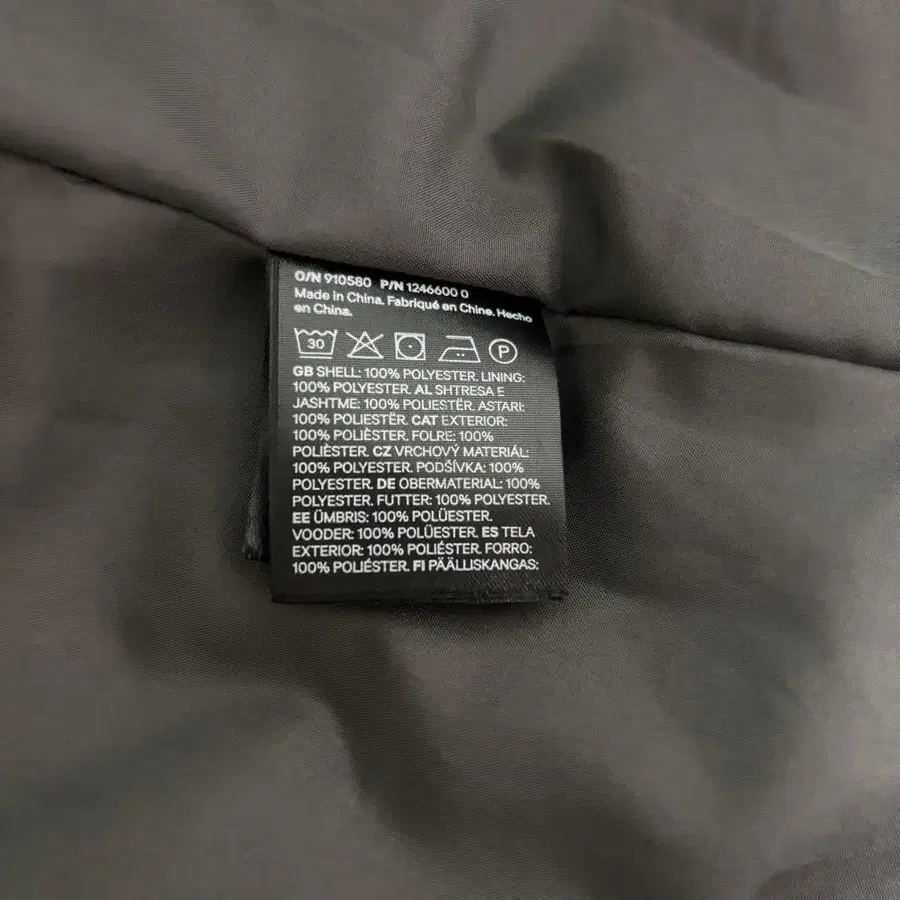 O/N 910580 P/N 1246600 0
Made in China. Fabriqué en Chine. Hecho
en China.
30 P
GB SHELL: 100% POLYESTER. LINING:
100% POLYESTER. AL SHTRESA E
JASHTME: 100% POLIESTËR. ASTARI:
100% POLIESTËR. CAT EXTERIOR:
100% POLIÈSTER. FOLRE: 100%
POLIÈSTER. CZ VRCHOVÝ MATERIÁL:
100% POLYESTER. PODŠÍVKA: 100%
POLYESTER. DE OBERMATERIAL: 100%
POLYESTER. FUTTER: 100% POLYESTER.
EE ÜMBRIS: 100% POLÜESTER.
VOODER: 100% POLÜESTER. ES TELA
EXTERIOR: 100% POLIÉSTER. FORRO:
100% POLIÉSTER. FI PÄÄLLISKANGAS: